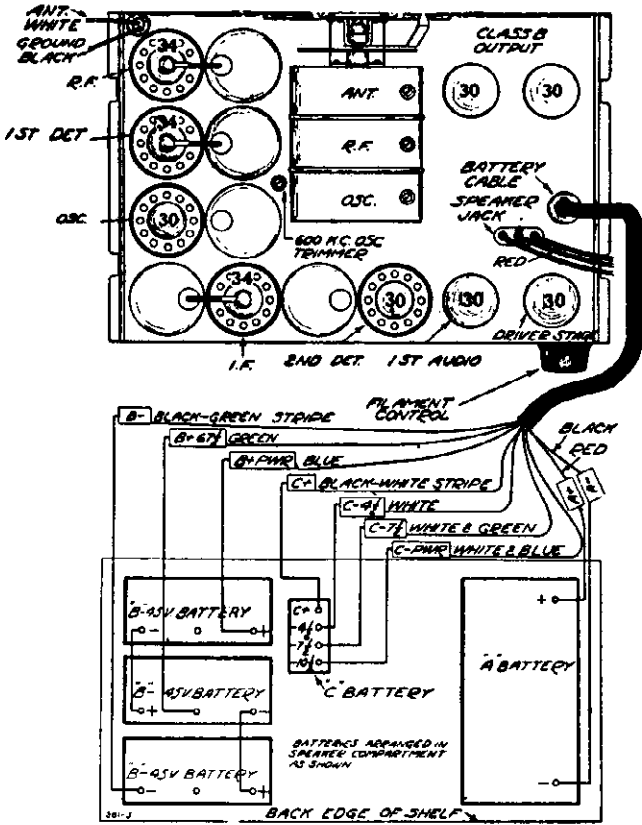 ANT. WHITE
GROUND BLACK
R.F.
34
1ST DET.
34
OSC.
30
34
I.F.
ANT.
R.F.
OSC.
600 K.C. OSC
TRIMMER
CLASS B
OUTPUT
30
30
BATTERY
CABLE
SPEAKER
JACK
RED
30
2ND DET.
30
1ST AUDIO
30
DRIVER STAGE
FILAMENT
CONTROL
B- BLACK-GREEN STRIPE
B+67½ GREEN
B+PWR BLUE
C+ BLACK-WHITE STRIPE
C-4½ WHITE
C-7½ WHITE & GREEN
C-PWR WHITE & BLUE
BLACK
RED
"B"-45V BATTERY
- +
"B"-45V BATTERY
+ -
"B"-45V BATTERY
- +
C+
-4½
-7½
-10½
"C" BATTERY
+
"A" BATTERY
-
BATTERIES ARRANGED IN
SPEAKER COMPARTMENT
AS SHOWN
BACK EDGE OF SHELF